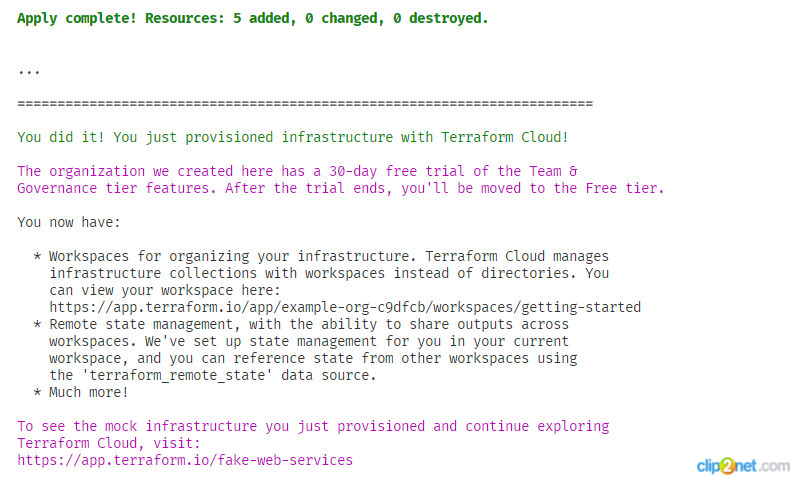 Apply complete! Resources: 5 added, 0 changed, 0 destroyed.
...
========================================================================
You did it! You just provisioned infrastructure with Terraform Cloud!
The organization we created here has a 30-day free trial of the Team &
Governance tier features. After the trial ends, you'll be moved to the Free tier.
You now have:
* Workspaces for organizing your infrastructure. Terraform Cloud manages
infrastructure collections with workspaces instead of directories. You
can view your workspace here:
https://app.terraform.io/app/example-org-c9dfcb/workspaces/getting-started
* Remote state management, with the ability to share outputs across
workspaces. We've set up state management for you in your current
workspace, and you can reference state from other workspaces using
the 'terraform_remote_state' data source.
* Much more!
To see the mock infrastructure you just provisioned and continue exploring
Terraform Cloud, visit:
https://app.terraform.io/fake-web-services
clip2net.com